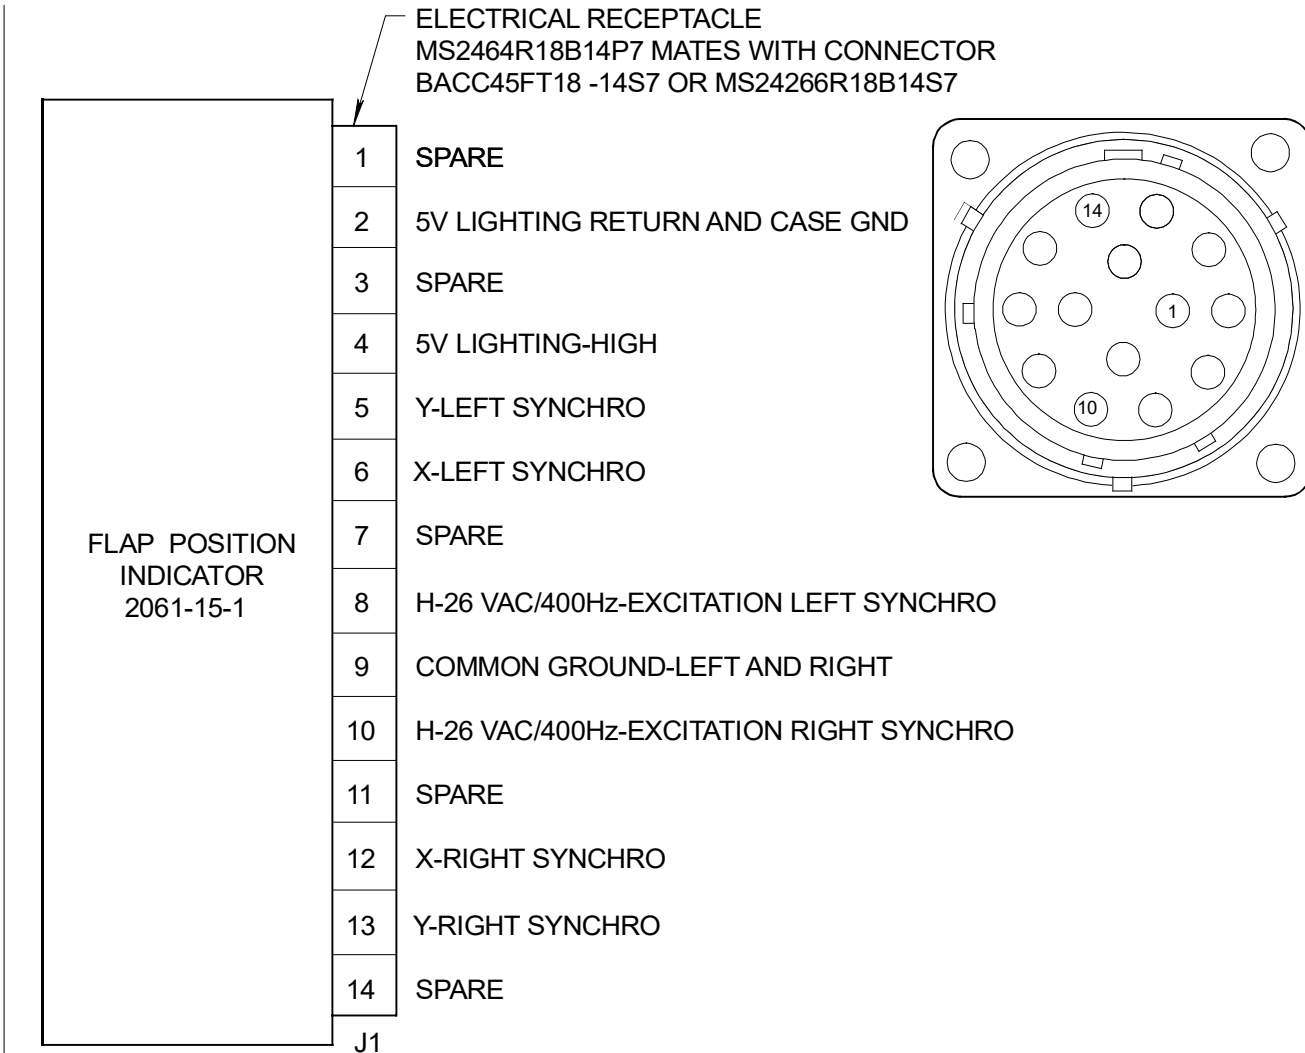 ELECTRICAL RECEPTACLE
MS2464R18B14P7 MATES WITH CONNECTOR
BACC45FT18 -14S7 OR MS24266R18B14S7
1 SPARE
2 5V LIGHTING RETURN AND CASE GND
3 SPARE
4 5V LIGHTING-HIGH
5 Y-LEFT SYNCHRO
6 X-LEFT SYNCHRO
7 SPARE
8 H-26 VAC/400Hz-EXCITATION LEFT SYNCHRO
9 COMMON GROUND-LEFT AND RIGHT
10 H-26 VAC/400Hz-EXCITATION RIGHT SYNCHRO
11 SPARE
12 X-RIGHT SYNCHRO
13 Y-RIGHT SYNCHRO
14 SPARE
J1
FLAP POSITION
INDICATOR
2061-15-1
14
1
10